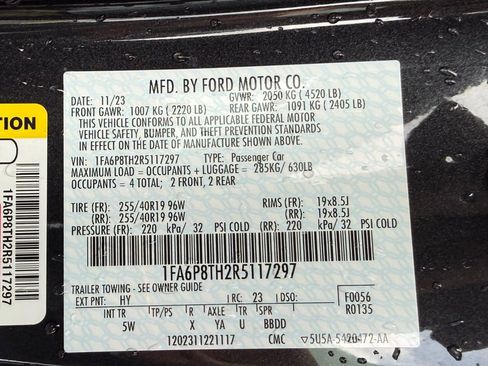 MFD. BY FORD MOTOR CO.
DATE: 11/23 GVWR: 2050 KG (4520 LB)
FRONT GAWR: 1007 KG (2220 LB) REAR GAWR: 1091 KG (2405 LB)
THIS VEHICLE CONFORMS TO ALL APPLICABLE FEDERAL MOTOR
VEHICLE SAFETY, BUMPER, AND THEFT PREVENTION STANDARDS
IN EFFECT ON THE DATE OF MANUFACTURE SHOWN ABOVE.
VIN: 1FA6P8TH2R5117297 TYPE: Passenger Car
MAXIMUM LOAD = OCCUPANTS + LUGGAGE = 285KG/ 630LB
OCCUPANTS = 4 TOTAL; 2 FRONT, 2 REAR
TIRE (FR): 255/40R19 96W RIMS (FR): 19x8.5J
(RR): 255/40R19 96W (RR): 19x8.5J
PRESSURE (FR): 220 kPa/ 32 PSI COLD (RR): 220 kPa/ 32 PSI COLD
1FA6P8TH2R5117297
TRAILER TOWING - SEE OWNER GUIDE
EXT PNT: HY RC: 23 DSO: F0056
R0135
INT TR TP/PS R AXLE TR SPR
5W X YA U BBDD
1202311221117 CMC 5U5A-5420472-AA
TION
1FA6P8TH2R5117297